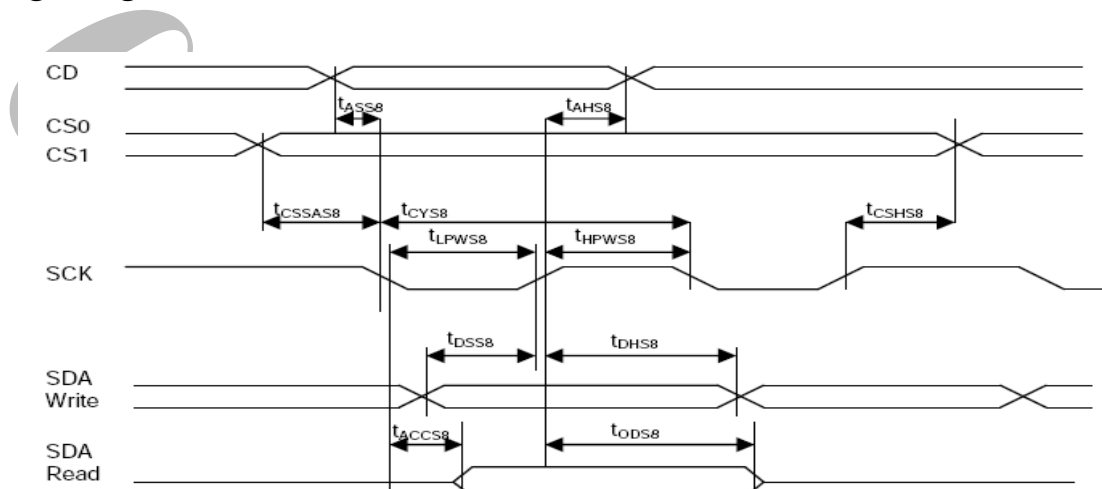 CD
tASS8 tAHS8
CS0
CS1
tCSSAS8 tCYS8 tCSHS8
tLPWS8 tHPWS8
SCK
tDSS8 tDHS8
SDA
Write
tACCS8 tODS8
SDA
Read